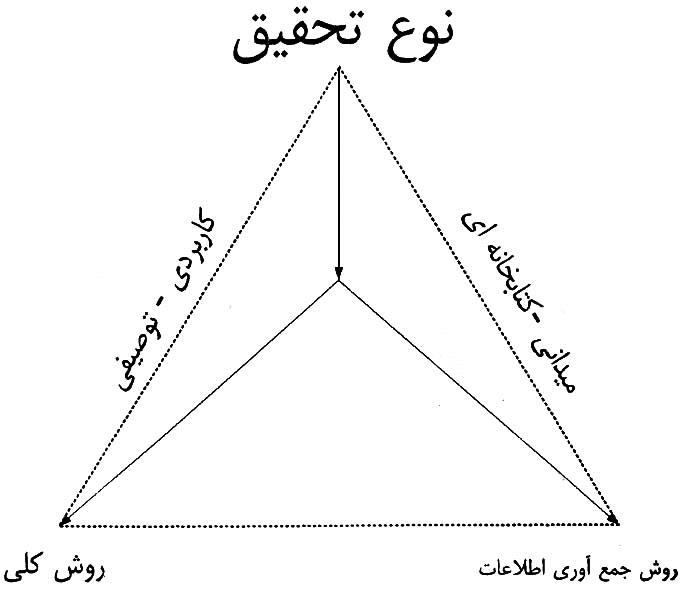 نوع تحقیق
میدانی -کتابخانه ای
کاربردی - توصیفی
روش جمع آوری اطلاعات
روش کلی